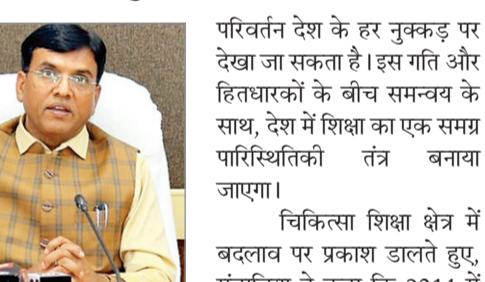 परिवर्तन देश के हर नुक्कड़ पर
देखा जा सकता है। इस गति और
हितधारकों के बीच समन्वय के
साथ, देश में शिक्षा का एक समग्र
पारिस्थितिकी तंत्र बनाया
जाएगा।
चिकित्सा शिक्षा क्षेत्र में
बदलाव पर प्रकाश डालते हुए,